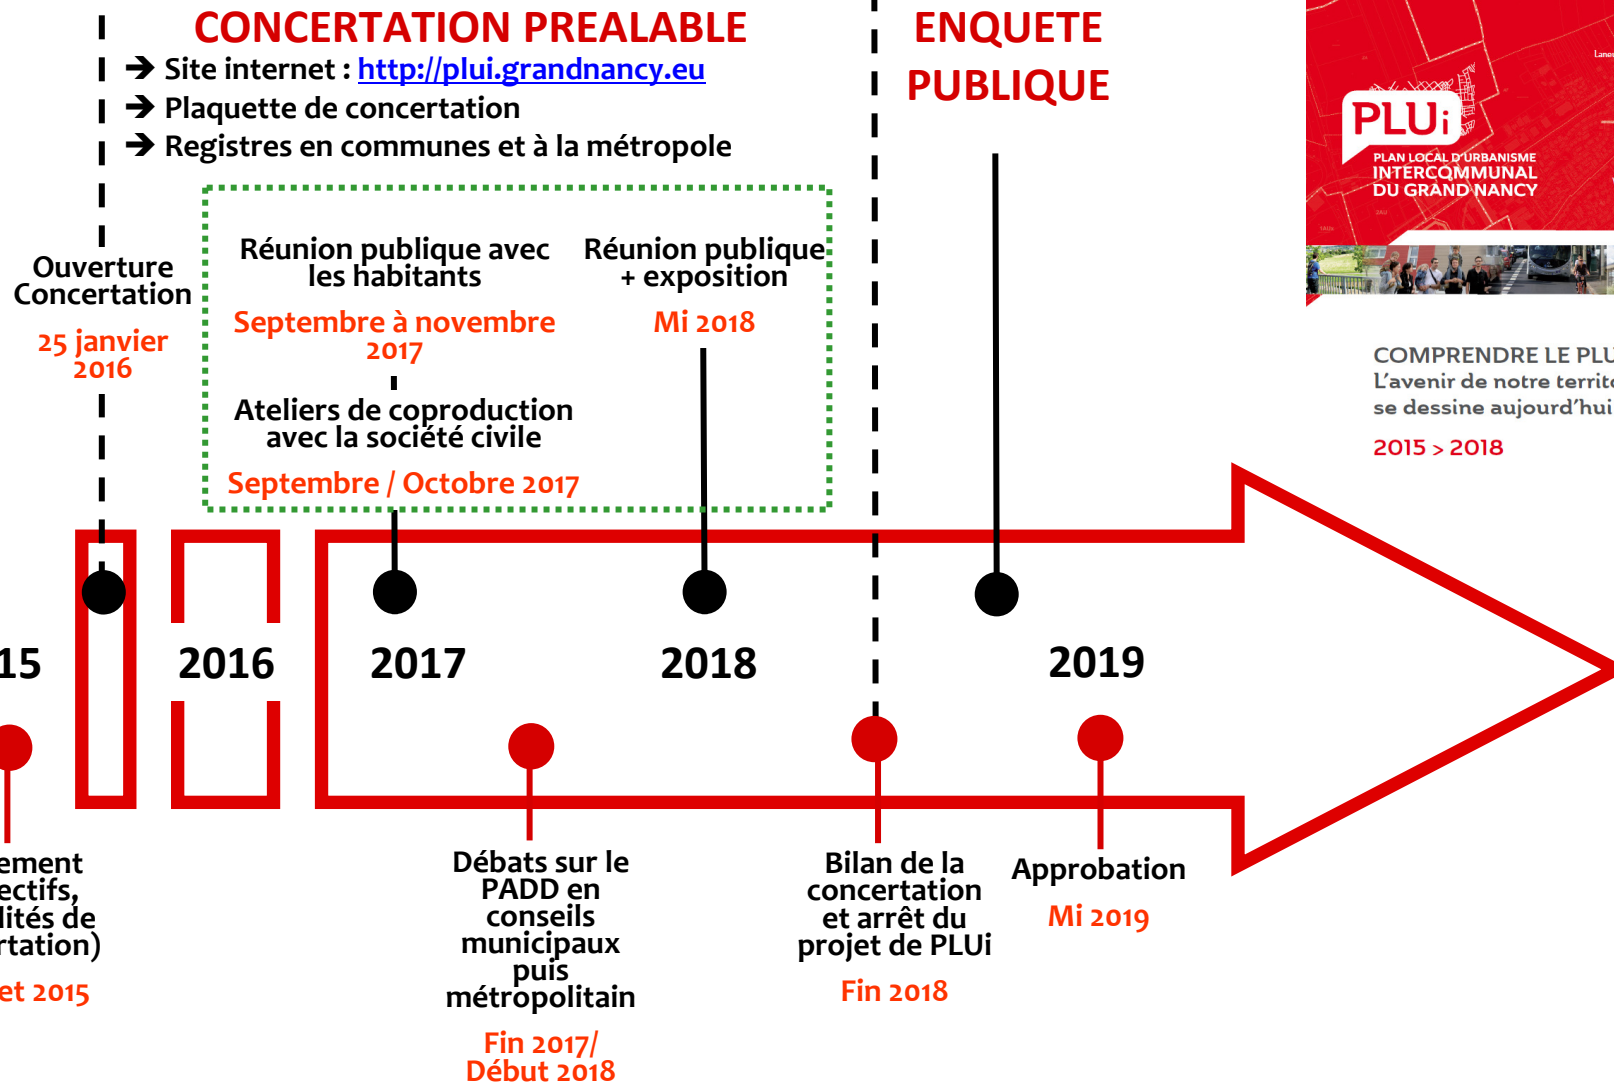 CONCERTATION PREALABLE
➔ Site internet : http://plui.grandnancy.eu
➔ Plaquette de concertation
➔ Registres en communes et à la métropole
ENQUETE
PUBLIQUE
PLUi
PLAN LOCAL D'URBANISME
INTERCOMMUNAL
DU GRAND NANCY
COMPRENDRE LE PLU
L'avenir de notre territo
se dessine aujourd'hui
2015 > 2018
Ouverture
Concertation
25 janvier
2016
Réunion publique avec
les habitants
Septembre à novembre
2017
Ateliers de coproduction
avec la société civile
Septembre / Octobre 2017
Réunion publique
+ exposition
Mi 2018
15
2016
2017
2018
2019
ement
ectifs,
lités de
rtation)
et 2015
Débats sur le
PADD en
conseils
municipaux
puis
métropolitain
Fin 2017/
Début 2018
Bilan de la
concertation
et arrêt du
projet de PLUi
Fin 2018
Approbation
Mi 2019